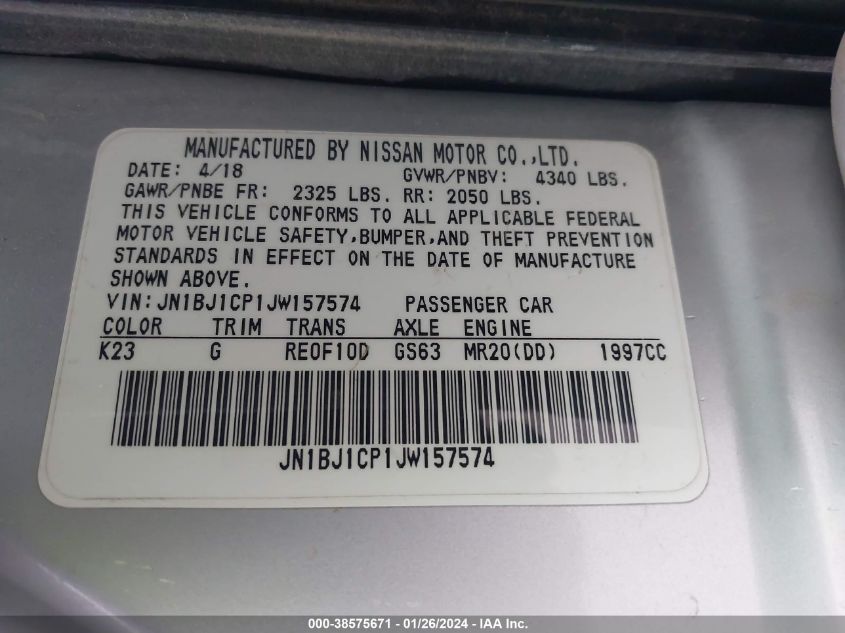 MANUFACTURED BY NISSAN MOTOR CO.,LTD.
DATE: 4/18 GVWR/PNBV: 4340 LBS.
GAWR/PNBE FR: 2325 LBS. RR: 2050 LBS.
THIS VEHICLE CONFORMS TO ALL APPLICABLE FEDERAL
MOTOR VEHICLE SAFETY,BUMPER,AND THEFT PREVENTION
STANDARDS IN EFFECT ON THE DATE OF MANUFACTURE
SHOWN ABOVE.
VIN:JN1BJ1CP1JW157574 PASSENGER CAR
COLOR TRIM TRANS AXLE ENGINE
K23 G RE0F10D GS63 MR20(DD) 1997CC
JN1BJ1CP1JW157574
000-38575671 - 01/26/2024 - IAA Inc.